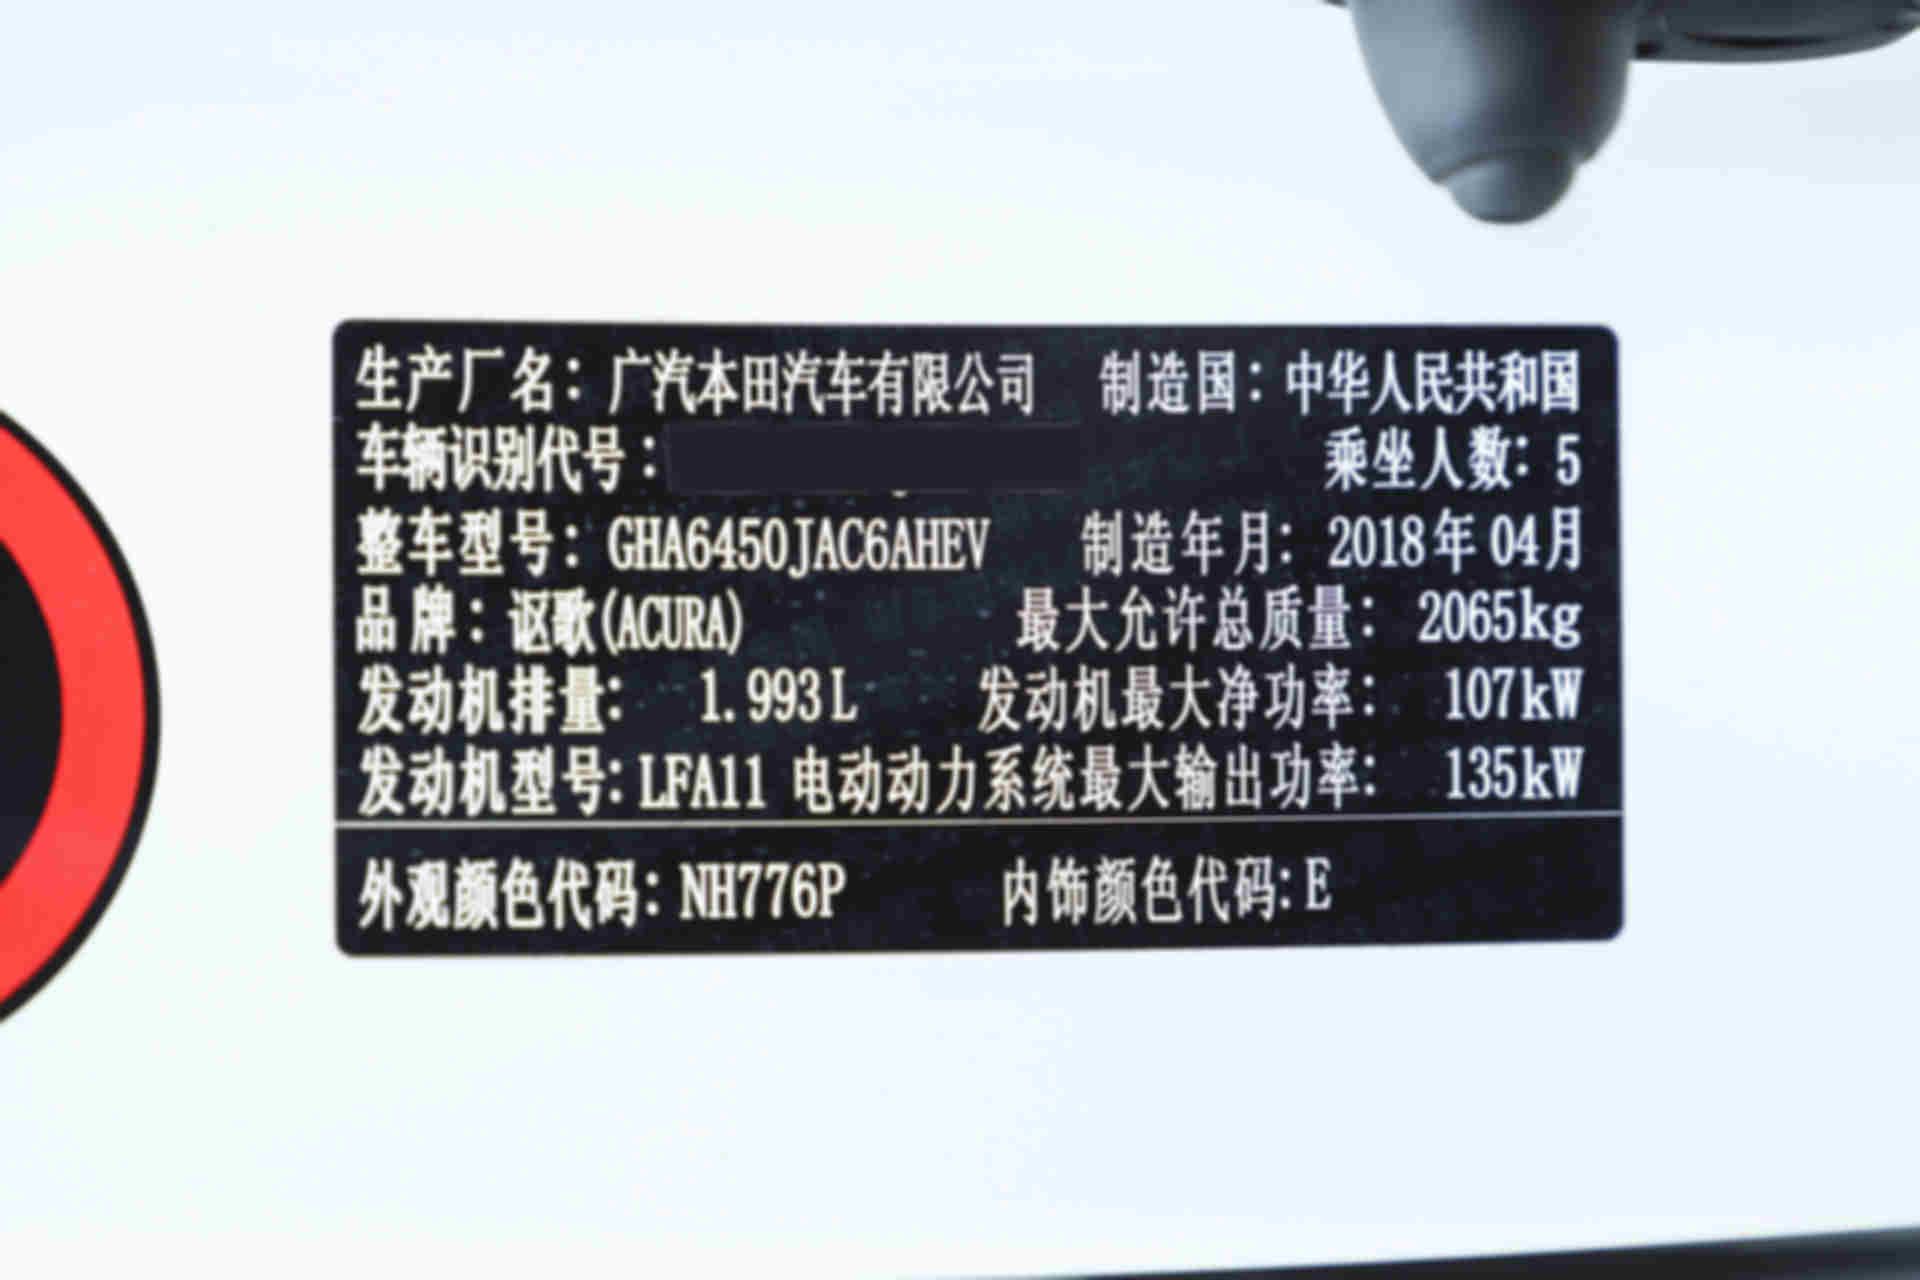 生产厂名：广汽本田汽车有限公司 制造国：中华人民共和国
车辆识别代号： 乘坐人数：5
整车型号：GHA6450JAC6AHEV 制造年月：2018年04月
品牌：讴歌(ACURA) 最大允许总质量：2065kg
发动机排量：1.993L 发动机最大净功率：107kW
发动机型号：LFA11 电动动力系统最大输出功率：135kW
外观颜色代码：NH776P 内饰颜色代码：E